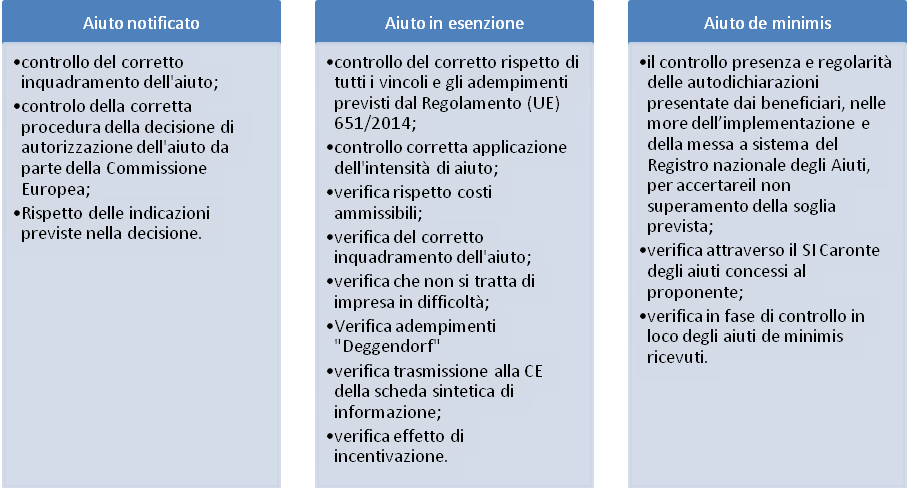 Aiuto notificato
•controllo del corretto
inquadramento dell'aiuto;
•controlo della corretta
procedura della decisione di
autorizzazione dell'aiuto da
parte della Commissione
Europea;
•Rispetto delle indicazioni
previste nella decisione.
Aiuto in esenzione
•controllo del corretto rispetto di
tutti i vincoli e gli adempimenti
previsti dal Regolamento (UE)
651/2014;
•controllo corretta applicazione
dell'intensità di aiuto;
•verifica rispetto costi
ammissibili;
•verifica del corretto
inquadramento dell'aiuto;
•verifica che non si tratta di
impresa in difficoltà;
•Verifica adempimenti
"Deggendorf"
•verifica trasmissione alla CE
della scheda sintetica di
informazione;
•verifica effetto di
incentivazione.
Aiuto de minimis
•il controllo presenza e regolarità
delle autodichiarazioni
presentate dai beneficiari, nelle
more dell’implementazione e
della messa a sistema del
Registro nazionale degli Aiuti,
per accertareil non
superamento della soglia
prevista;
•verifica attraverso il SI Caronte
degli aiuti concessi al
proponente;
•verifica in fase di controllo in
loco degli aiuti de minimis
ricevuti.